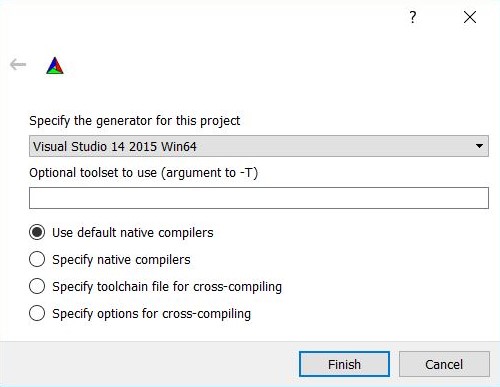 ?
Specify the generator for this project
Visual Studio 14 2015 Win64
Optional toolset to use (argument to -T)
Use default native compilers
Specify native compilers
Specify toolchain file for cross-compiling
Specify options for cross-compiling
Finish
Cancel